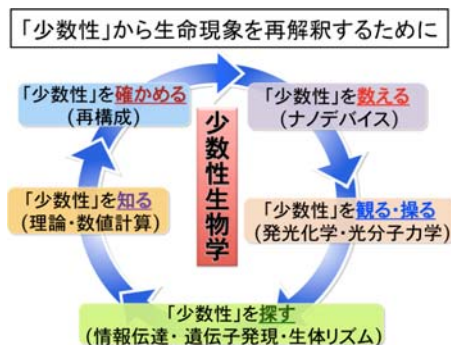 「少数性」から生命現象を再解釈するために
「少数性」を確かめる
(再構成)
「少数性」を数える
(ナノデバイス)
少数性生物学
「少数性」を知る
(理論・数値計算)
「少数性」を観る・操る
(発光化学・光分子力学)
「少数性」を探す
(情報伝達・遺伝子発現・生体リズム)